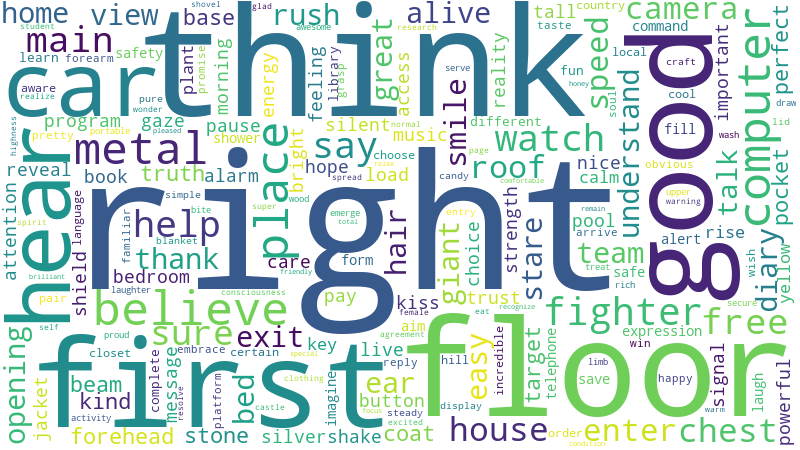 home
view
student
shovel
glad
rush
alive
tall
country
camera
main
base
awesome
research
taste
command
safety
promise
car
think
good
computer
perfect
learn
forearm
plant
morning
energy
feeling
library
grasp
great
access
reality
fun
speed
soul
local
important
aware
realize
pure
wonder
serve
honey
cool
craft
draw
highness
program
gaze
pause
silent
music
different
fill
wash
lid
pretty
portable
pleased
shower
normal
hear
metal
place
bright
say
choose
smile
page
watch
understand
obvious
talk
pocket
reveal
book
truth
alarm
hope
load
relax
roof
nice
calm
attention
language
simple
spread
candy
comfortable
upper
warning
right
shield
familiar
help
bite
super
wood
emerge
total
hair
entry
strength
stare
pool
remain
arrive
team
safe
rich
alert
rise
wish
diary
yellow
spirit
blanket
thank
care
form
giant
choice
treat
brilliant
bedroom
laughter
consciousness
friendly
pair
believe
pay
kiss
female
trust
recognize
fighter
free
secure
opening
self
proud
sure
exit
agreement
aim
eat
easy
incredible
target
telephone
expression
win
signal
first
floor
closet
embrace
certain
key
live
reply
hill
limb
happy
laugh
powerful
jacket
beam
message
complete
resolve
platform
bed
special
imagine
ear
save
warm
kind
activity
castle
clothing
button
focus
steady
excited
display
forehead
stone
silver
shake
coat
house
order
condition
enter
chest